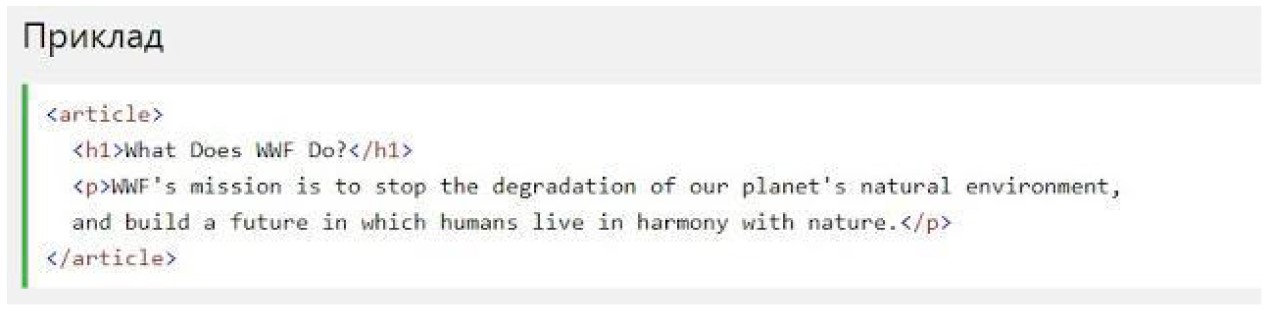 Приклад
<article>
<h1>What Does WWF Do?</h1>
<p>WWF's mission is to stop the degradation of our planet's natural environment,
and build a future in which humans live in harmony with nature.</p>
</article>